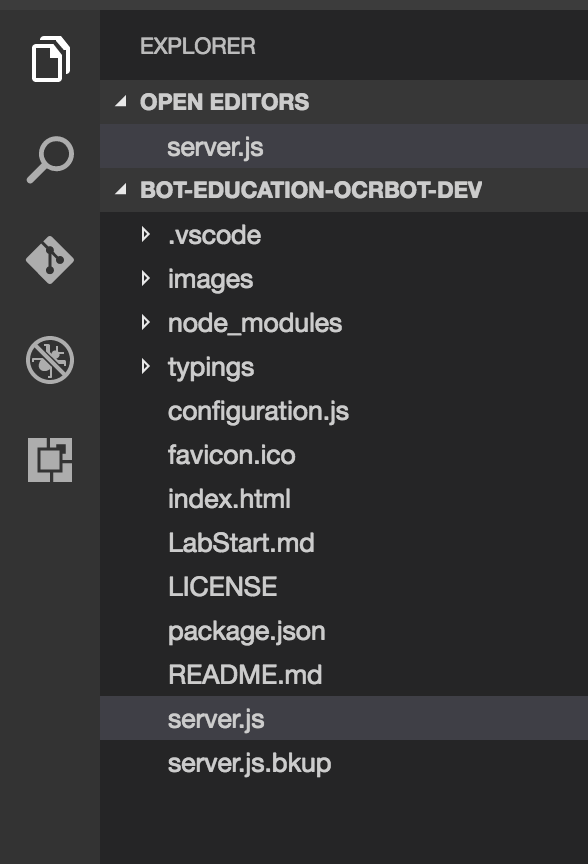 EXPLORER
OPEN EDITORS
server.js
BOT-EDUCATION-OCRBOT-DEV
.vscode
images
node_modules
typings
configuration.js
favicon.ico
index.html
LabStart.md
LICENSE
package.json
README.md
server.js
server.js.bkup